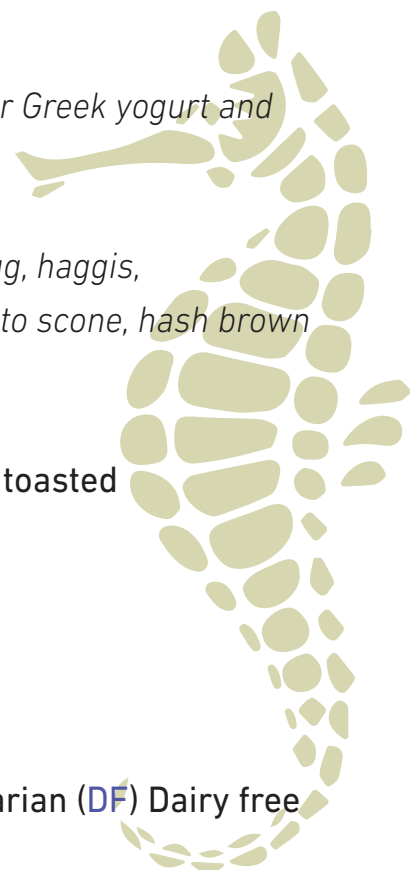 r Greek yogurt and
g, haggis,
to scone, hash brown
toasted
arian (DF) Dairy free